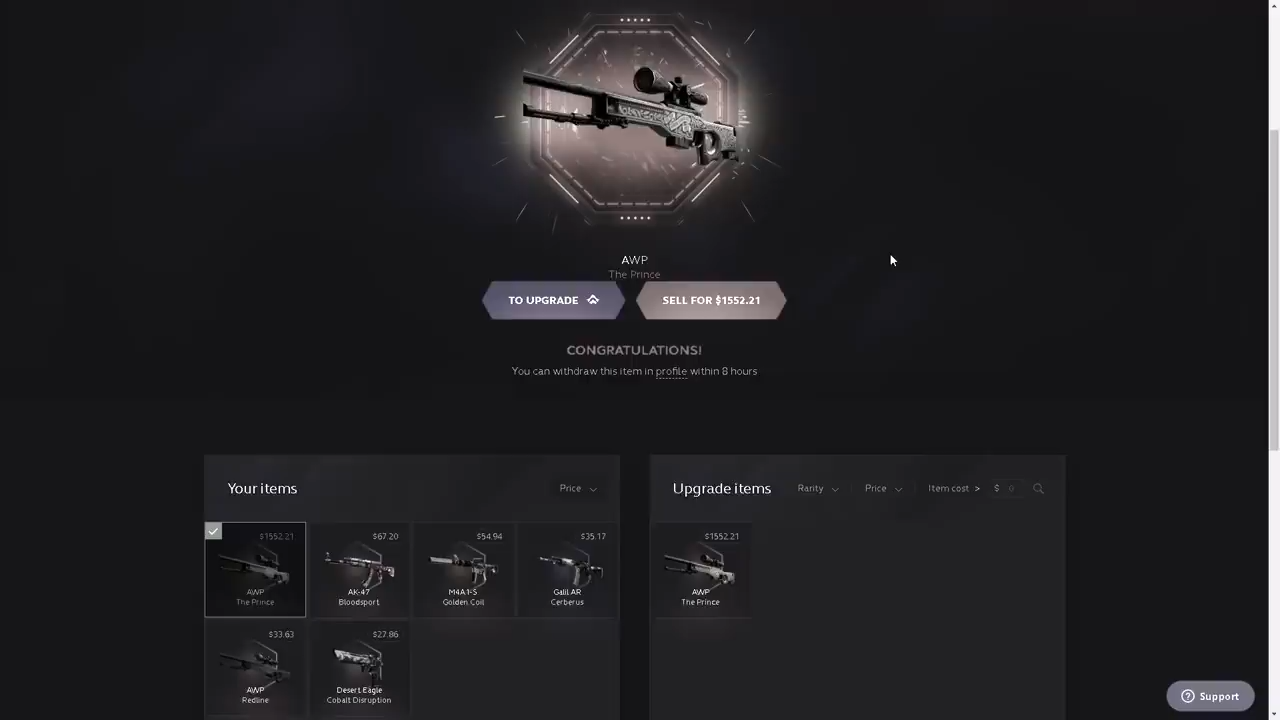 AWP
The Prince
TO UPGRADE
SELL FOR $1552.21
CONGRATULATIONS!
You can withdraw this item in profile within 8 hours
Your items
Price
Upgrade items
Rarity
Price
Item cost >
$ 0
$1552.21
AWP
The Prince
$67.20
AK-47
Bloodsport
$54.94
M4A1-S
Golden Coil
$35.17
Galil AR
Cerberus
$1552.21
AWP
The Prince
$33.63
AWP
Redline
$27.86
Desert Eagle
Cobalt Disruption
Support